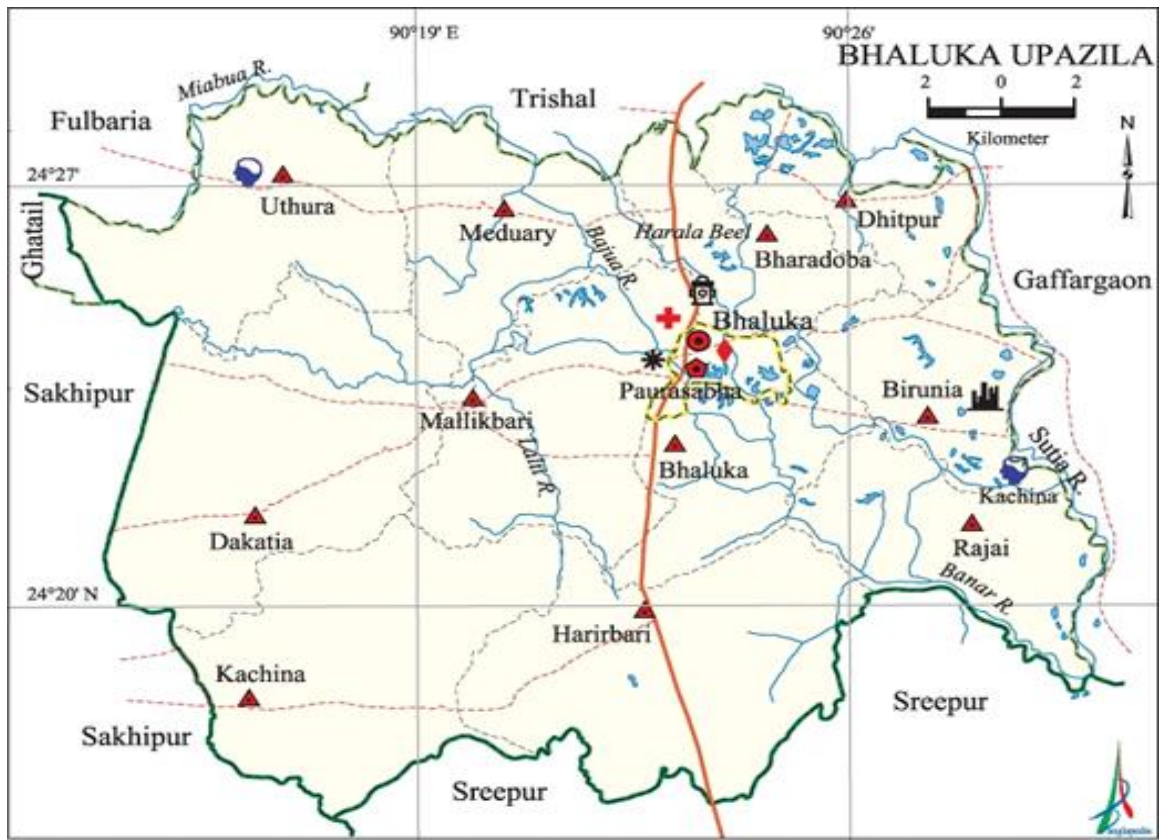 90°19' E
90°26'
BHALUKA UPAZILA
2 0 2
Kilometer
N
Miabua R.
Trishal
Fulbaria
24°27'
Uthura
Meduary
Dhitpur
Ghatail
Bajua R.
Harala Beel
Bharadoba
Gaffargaon
Bhaluka
Sakhipur
Paurasabha
Birunia
Mallikbari
Lalti R.
Bhaluka
Sutia R.
Kachina
Dakatia
Rajai
Banar R.
24°20' N
Harirbari
Kachina
Sreepur
Sakhipur
Sreepur